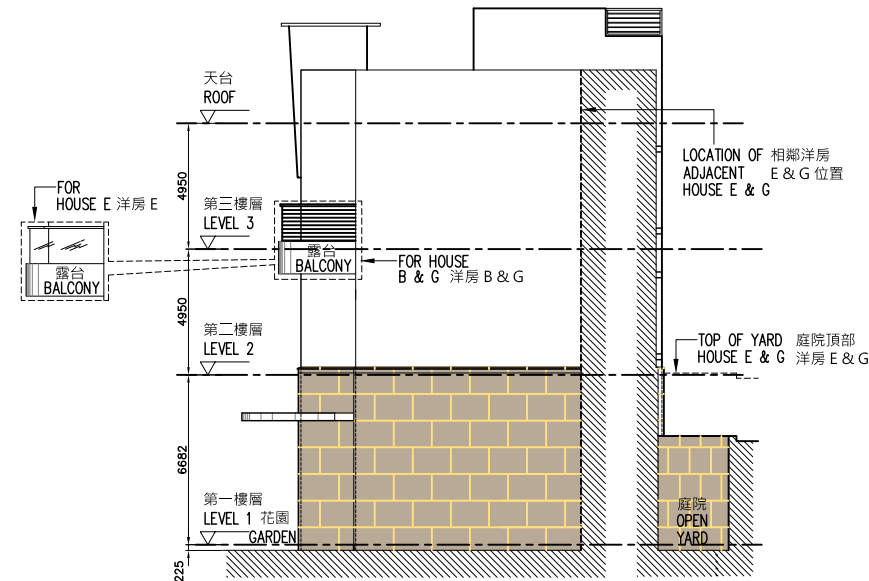 天台
ROOF
4950
FOR
HOUSE E 洋房 E
第三樓層
LEVEL 3
露台
BALCONY
露台
BALCONY
FOR HOUSE
B & G 洋房 B & G
LOCATION OF 相鄰洋房
ADJACENT E & G 位置
HOUSE E & G
4950
第二樓層
LEVEL 2
TOP OF YARD 庭院頂部
HOUSE E & G 洋房 E & G
6682
第一樓層
LEVEL 1 花園
GARDEN
庭院
OPEN
YARD
225